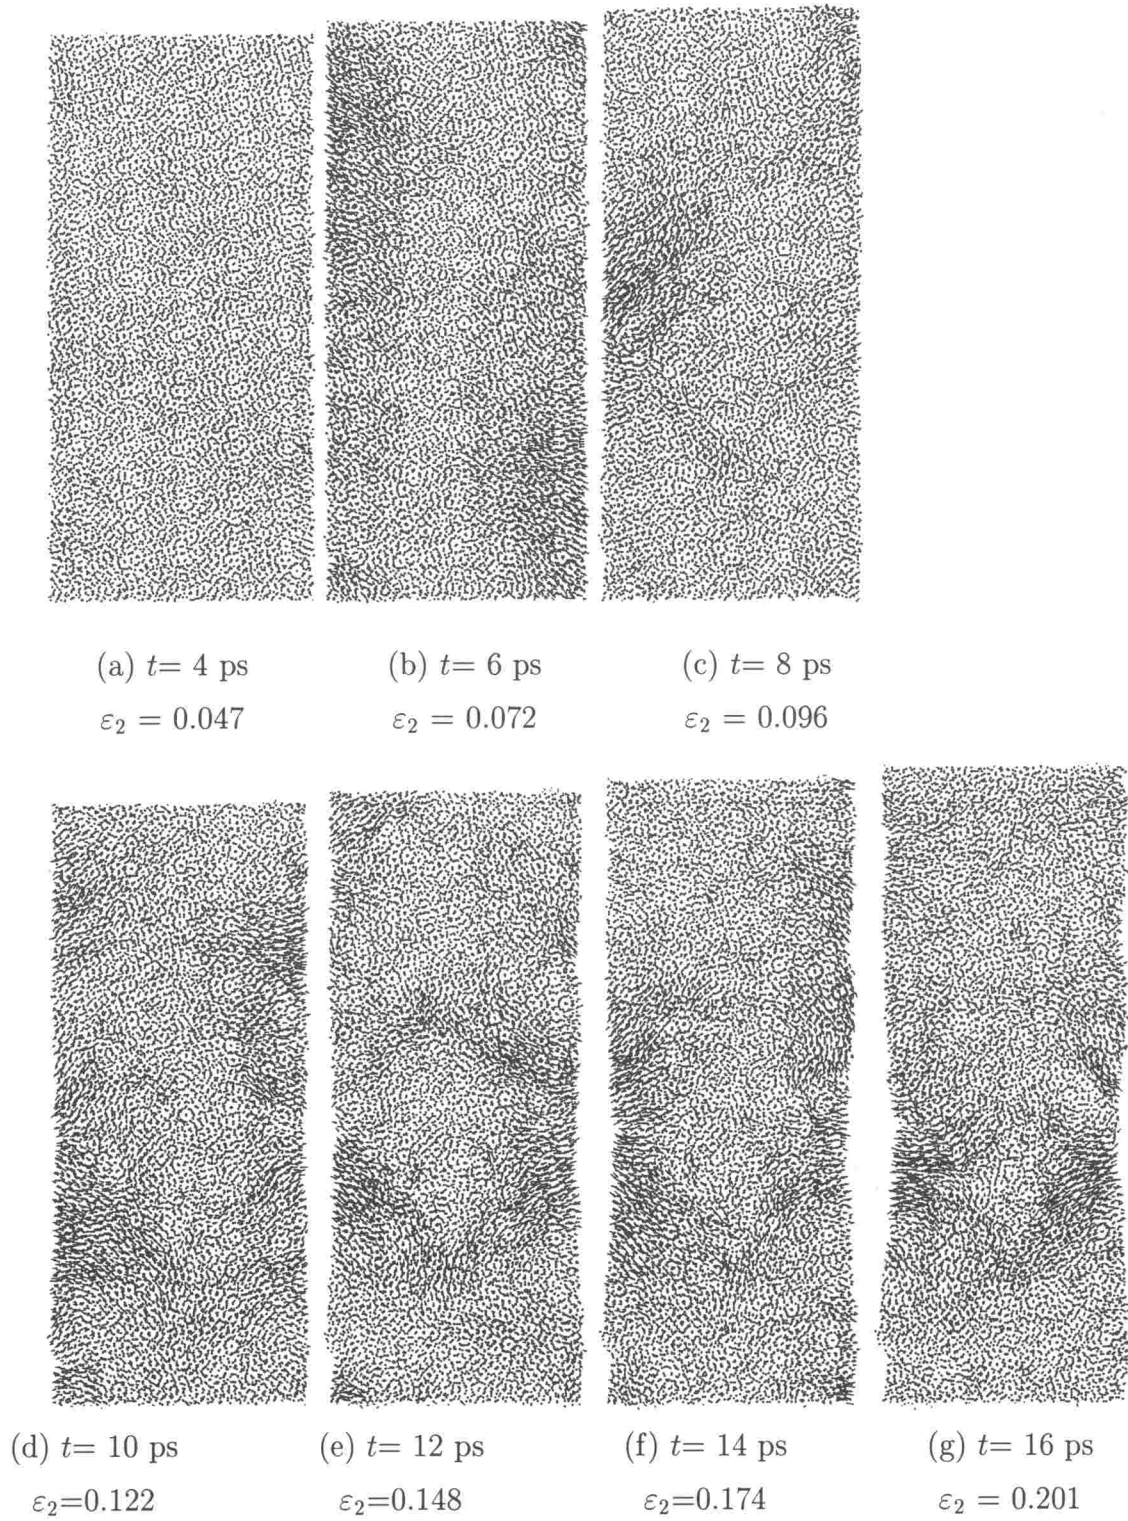 (a) t= 4 ps (b) t= 6 ps (c) t= 8 ps
ε₂ = 0.047 ε₂ = 0.072 ε₂ = 0.096
(d) t= 10 ps (e) t= 12 ps (f) t= 14 ps (g) t= 16 ps
ε₂=0.122 ε₂=0.148 ε₂=0.174 ε₂ = 0.201